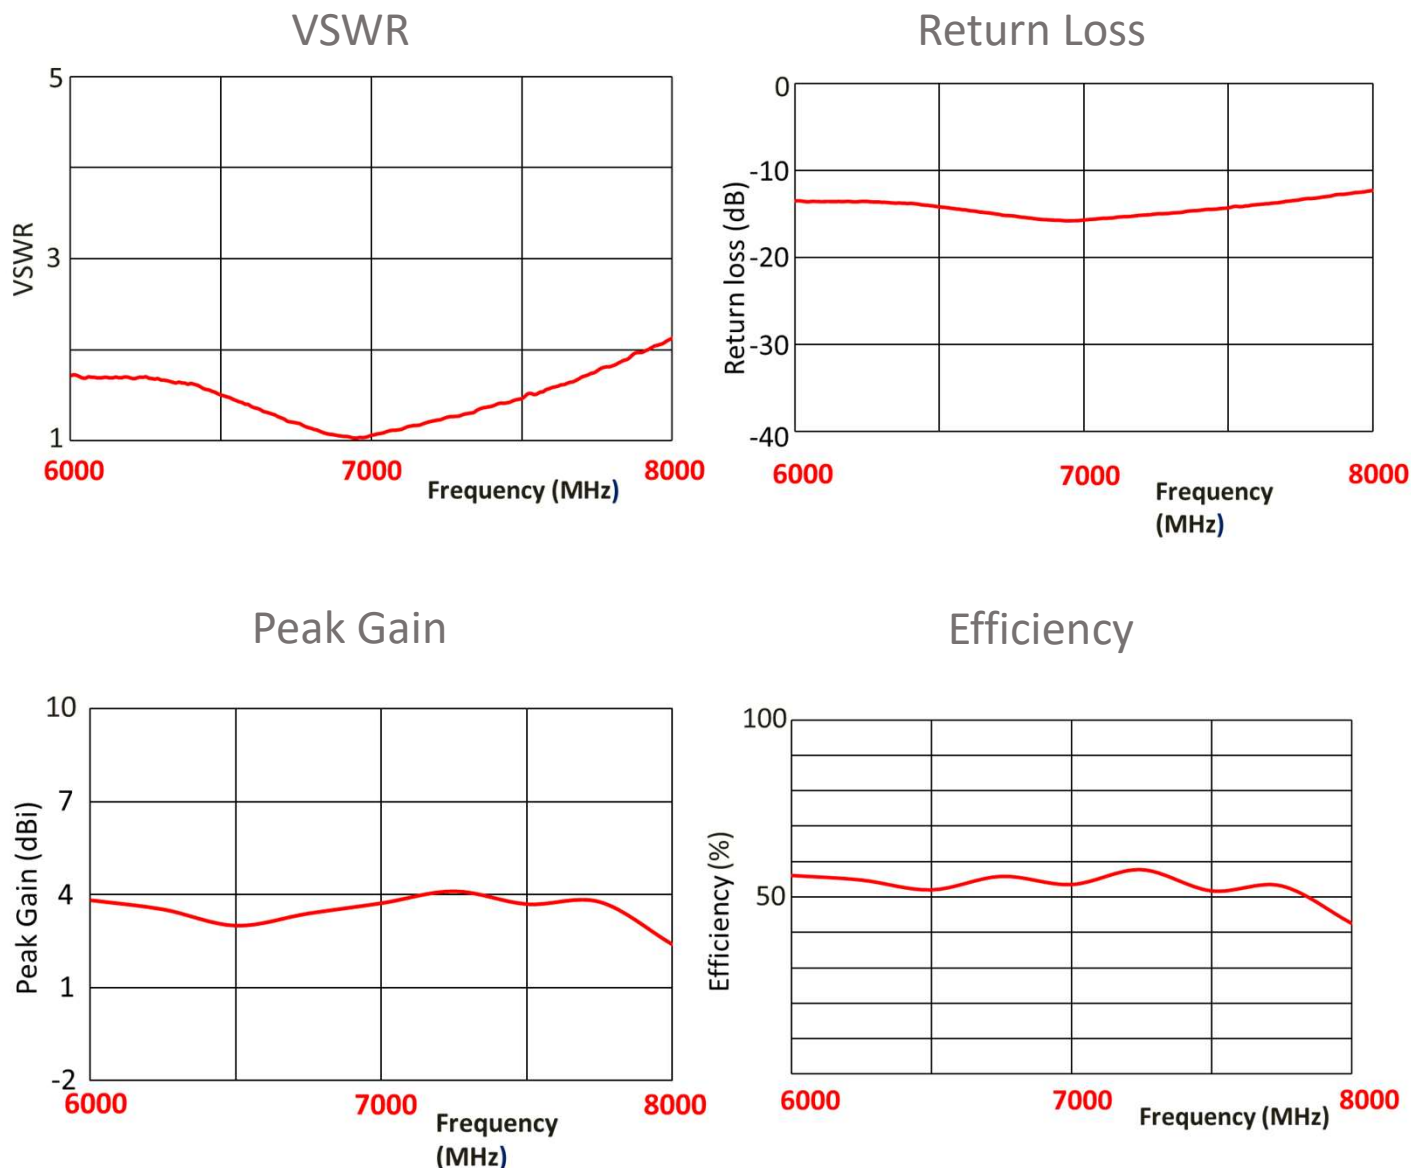 VSWR
5
3
1
VSWR
6000
7000
8000
Frequency (MHz)
Return Loss
0
-10
-20
-30
-40
Return loss (dB)
6000
7000
8000
Frequency
(MHz)
Peak Gain
10
7
4
1
-2
Peak Gain (dBi)
6000
7000
8000
Frequency
(MHz)
Efficiency
100
50
Efficiency (%)
6000
7000
8000
Frequency (MHz)